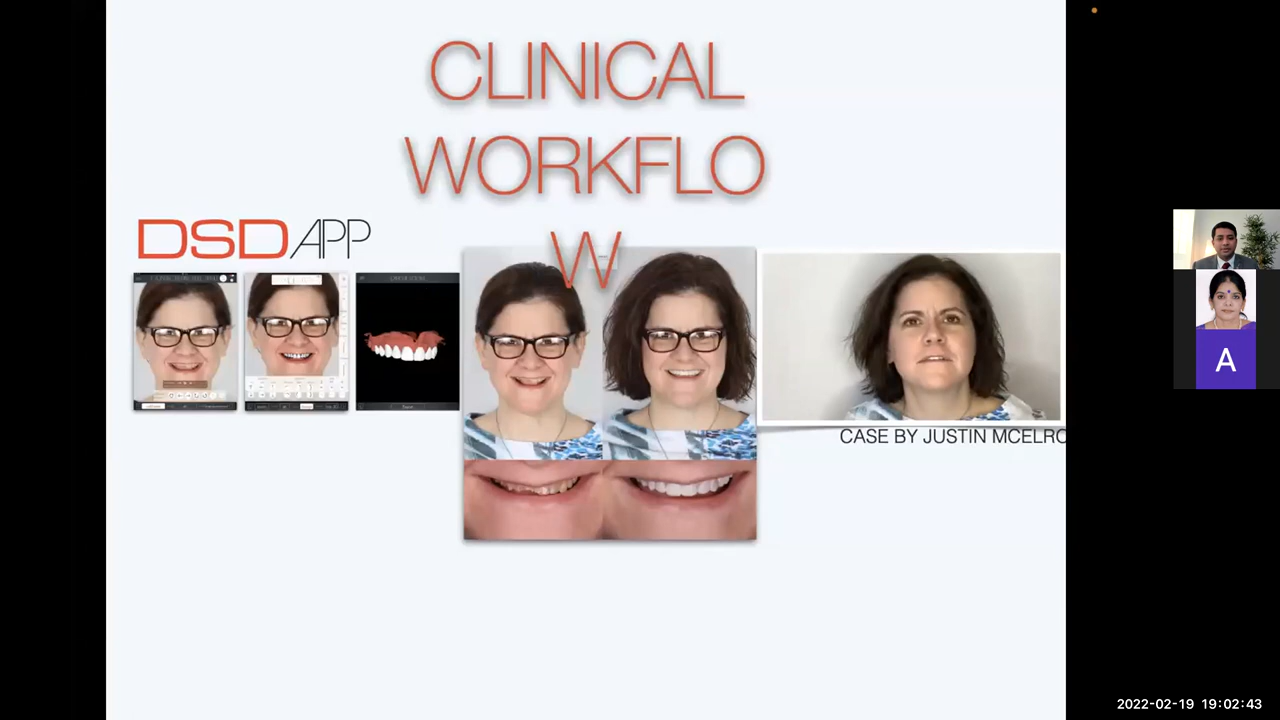 CLINICAL
WORKFLO
W
DSDAPP
CASE BY JUSTIN MCELRO
A
2022-02-19 19:02:43